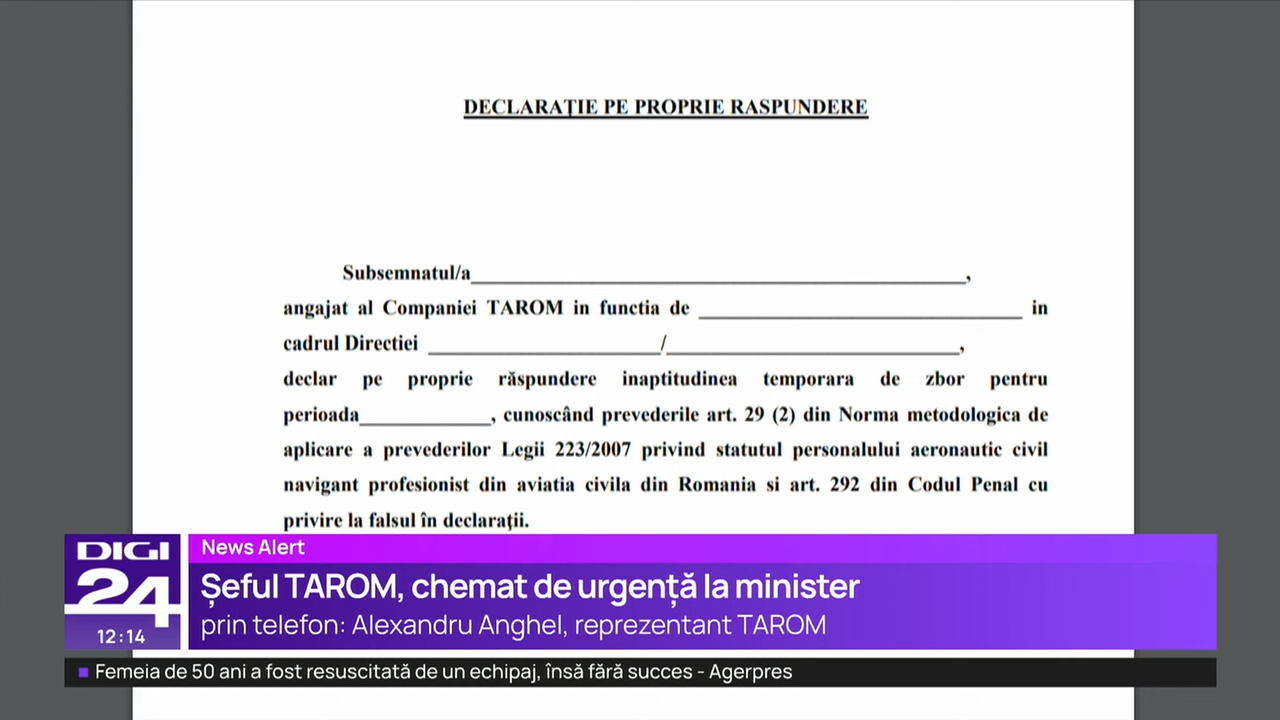 DECLARAȚIE PE PROPRIE RASPUNDERE
Subsemnatul/a_____________________________________________,
angajat al Companiei TAROM in functia de _____________________________ in
cadrul Directiei _____________________/__________________________,
declar pe proprie răspundere inaptitudinea temporara de zbor pentru
perioada____________, cunoscând prevederile art. 29 (2) din Norma metodologica de
aplicare a prevederilor Legii 223/2007 privind statutul personalului aeronautic civil
navigant profesionist din aviatia civila din Romania si art. 292 din Codul Penal cu
privire la falsul în declarații.
DIGI
24
12:14
News Alert
Șeful TAROM, chemat de urgență la minister
prin telefon: Alexandru Anghel, reprezentant TAROM
Femeia de 50 ani a fost resuscitată de un echipaj, însă fără succes - Agerpres